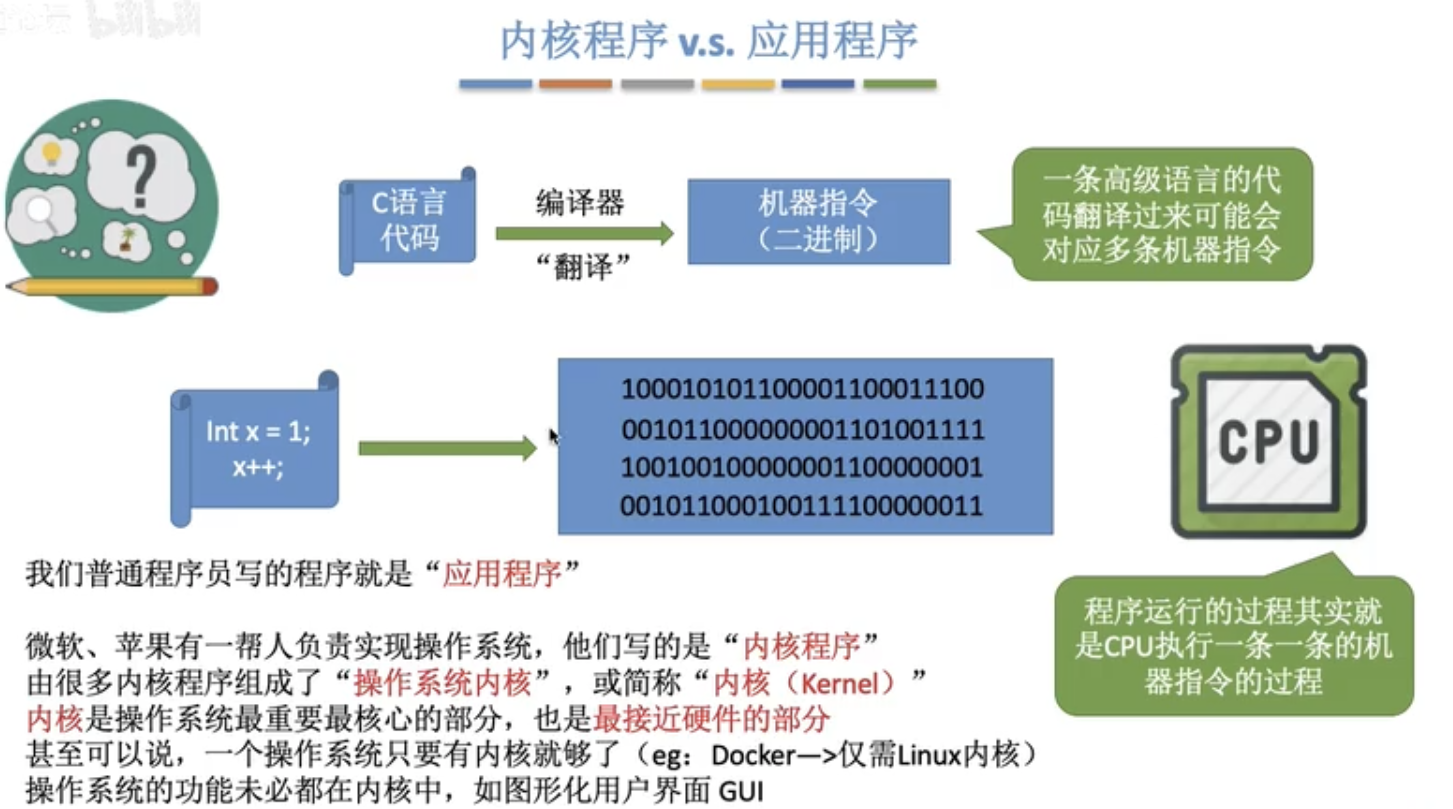 bilibili
内核程序 v.s. 应用程序
?
C语言
代码
编译器
“翻译”
机器指令
（二进制）
一条高级语言的代
码翻译过来可能会
对应多条机器指令
Int x = 1;
x++;
100010101100001100011100
001011000000001101001111
100100100000001100000001
001011000100111100000011
CPU
程序运行的过程其实就
是CPU执行一条一条的机
器指令的过程
我们普通程序员写的程序就是“应用程序”
微软、苹果有一帮人负责实现操作系统，他们写的是“内核程序”
由很多内核程序组成了“操作系统内核”，或简称“内核（Kernel）”
内核是操作系统最重要最核心的部分，也是最接近硬件的部分
甚至可以说，一个操作系统只要有内核就够了（eg：Docker—>仅需Linux内核）
操作系统的功能未必都在内核中，如图形化用户界面 GUI